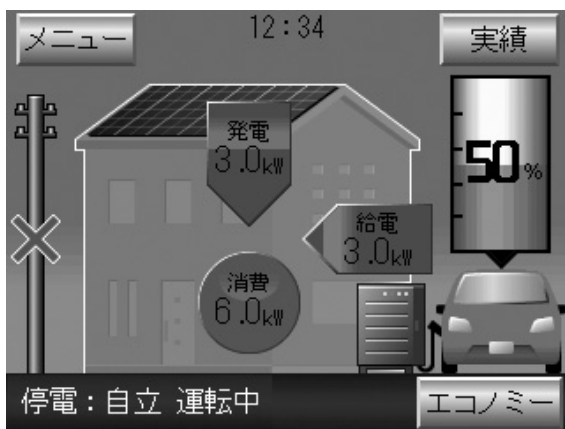 メニュー
12:34
実績
発電
3.0kW
50%
給電
3.0kW
消費
6.0kW
停電:自立 運転中
エコノミー